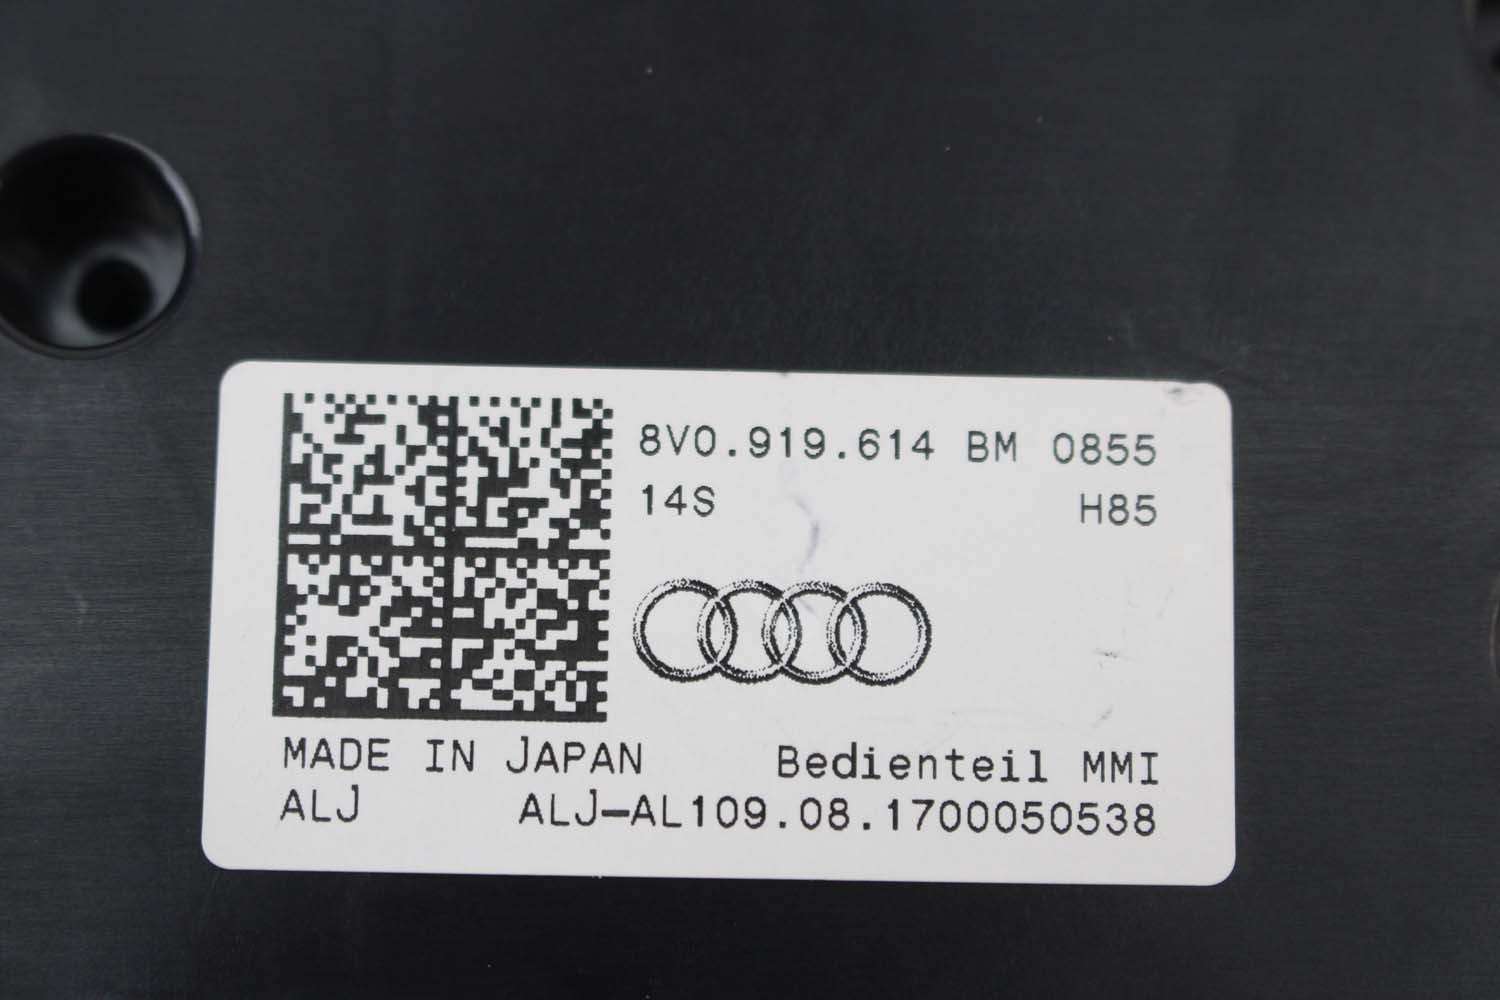 8V0.919.614 BM 0855
14S H85
MADE IN JAPAN Bedienteil MMI
ALJ ALJ-AL109.08.1700050538